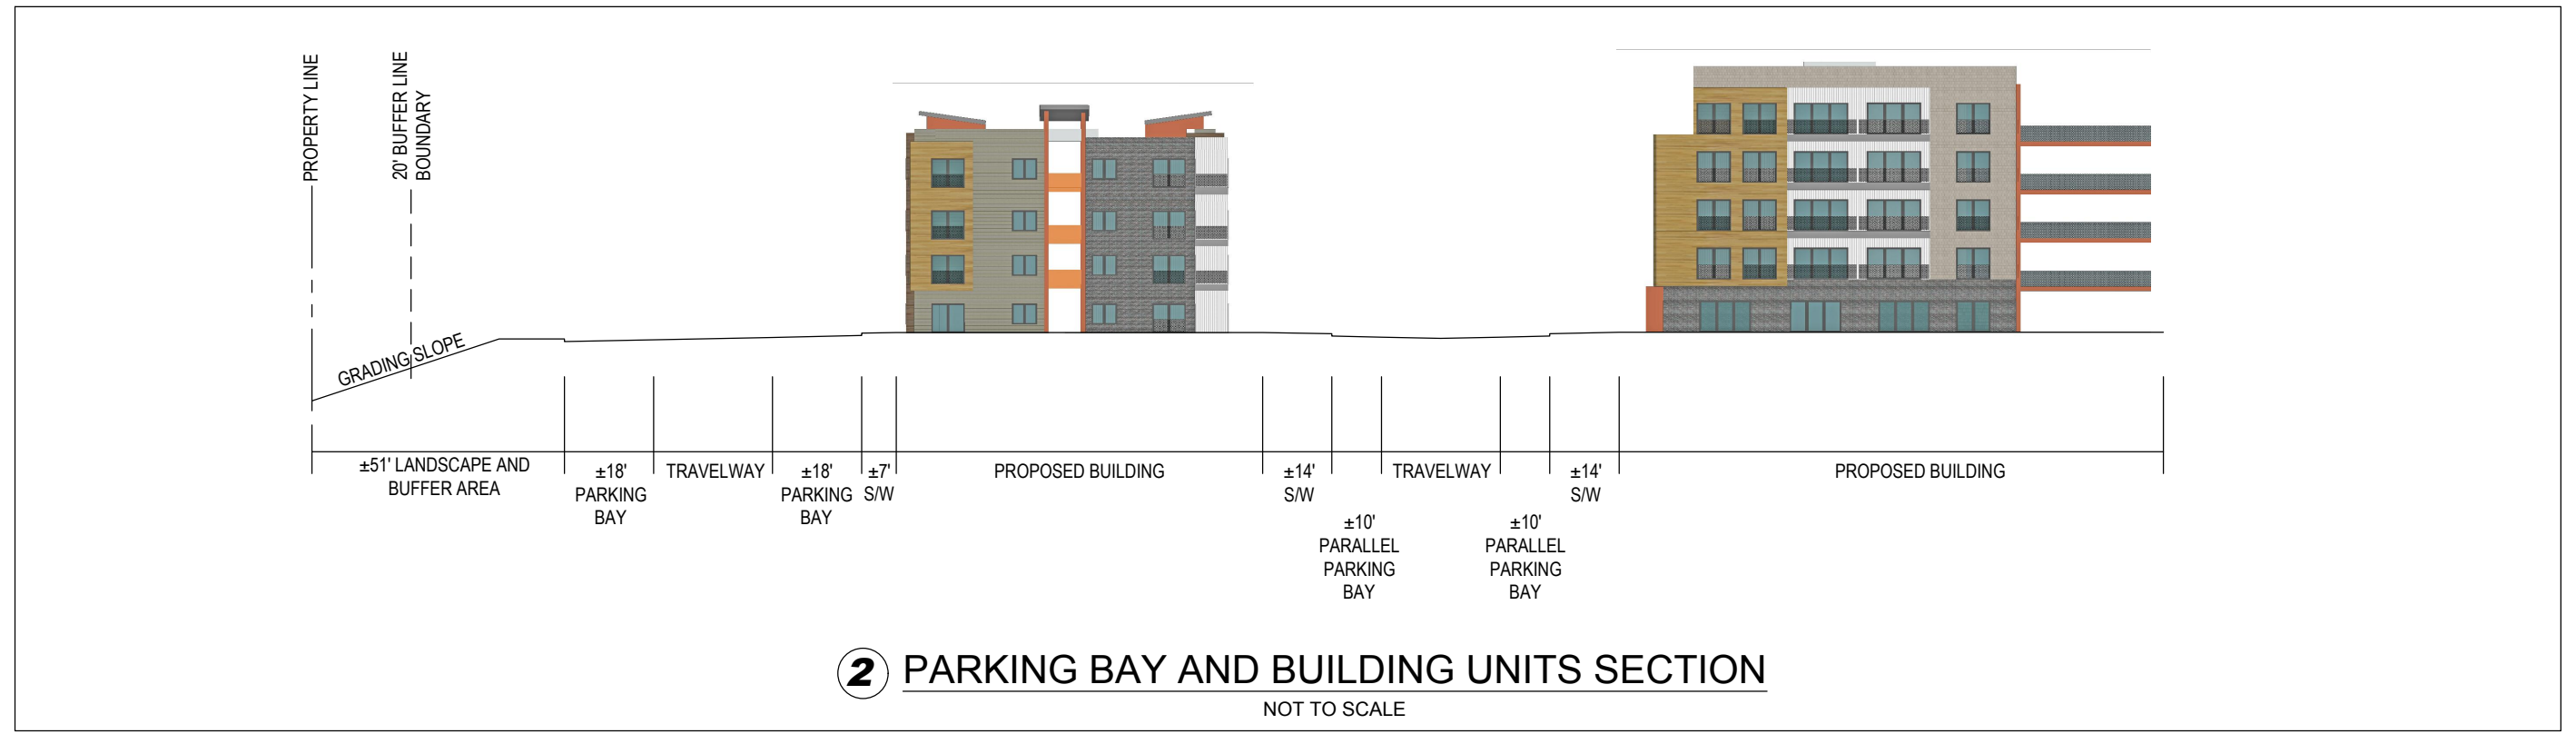 PROPERTY LINE
20' BUFFER LINE
BOUNDARY
GRADING SLOPE
±51' LANDSCAPE AND
BUFFER AREA
±18'
PARKING
BAY
TRAVELWAY
±18'
PARKING
BAY
±7'
S/W
PROPOSED BUILDING
±14'
S/W
±10'
PARALLEL
PARKING
BAY
TRAVELWAY
±10'
PARALLEL
PARKING
BAY
±14'
S/W
PROPOSED BUILDING
2 PARKING BAY AND BUILDING UNITS SECTION
NOT TO SCALE